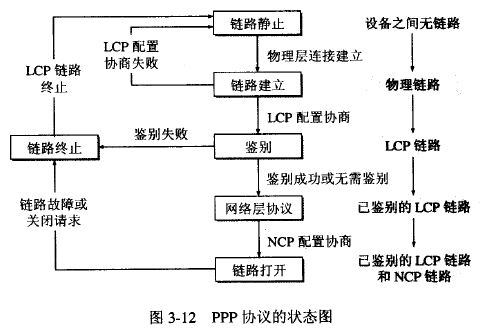 链路静止
设备之间无链路
LCP 配置
协商失败
物理层连接建立
LCP 链路
终止
链路建立
物理链路
LCP 配置协商
鉴别失败
链路终止
鉴别
LCP 链路
鉴别成功或无需鉴别
链路故障或
关闭请求
网络层协议
已鉴别的 LCP 链路
NCP 配置协商
链路打开
已鉴别的 LCP 链路
和 NCP 链路
图 3-12 PPP 协议的状态图